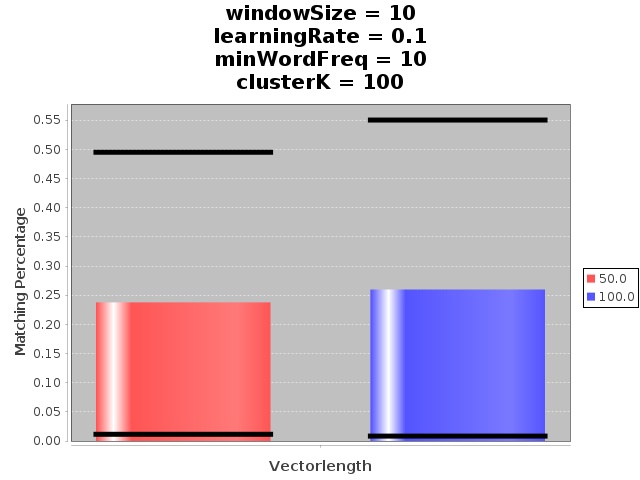 windowSize = 10
learningRate = 0.1
minWordFreq = 10
clusterK = 100
Matching Percentage
0.55
0.50
0.45
0.40
0.35
0.30
0.25
0.20
0.15
0.10
0.05
0.00
Vectorlength
50.0
100.0